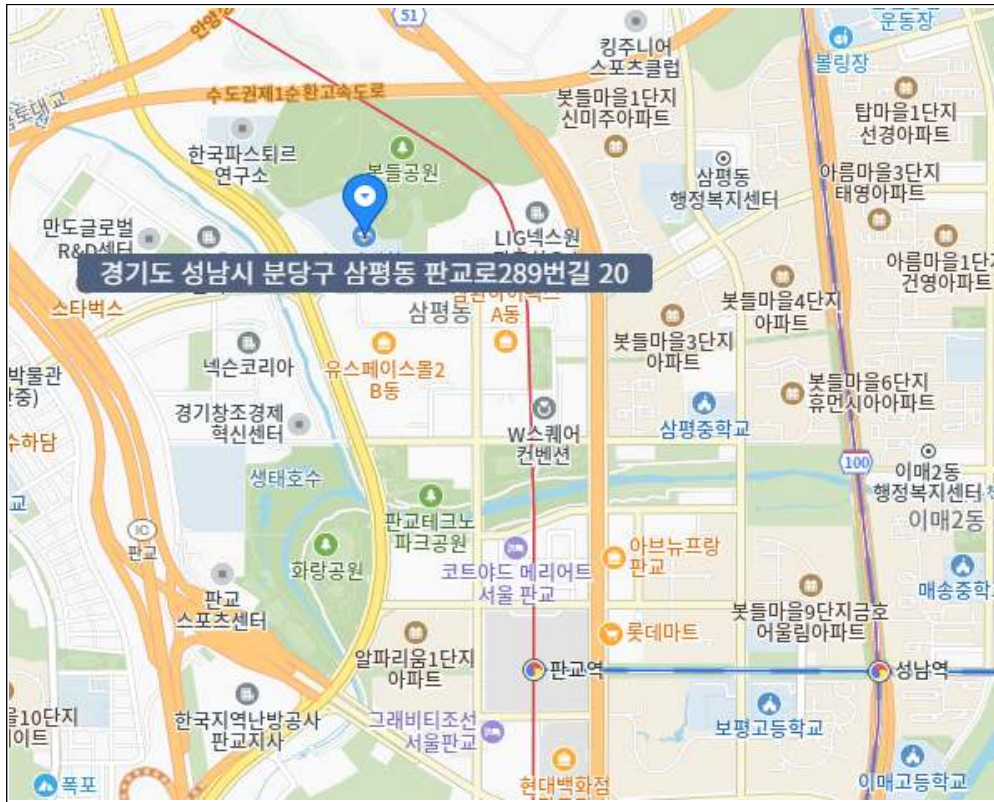 51
안양성
수도권제1순환고속도로
킹주니어
스포츠클럽
운동장
볼링장
봇들마을1단지
신미주아파트
탑마을1단지
선경아파트
한국파스퇴르
연구소
봇들공원
삼평동
행정복지센터
아름마을3단지
태영아파트
만도글로벌
R&D센터
LIG넥스원
아름마을1단
건영아파트
경기도 성남시 분당구 삼평동 판교로289번길 20
스타벅스
삼평동
A동
봇들마을4단지
아파트
봇들마을3단지
아파트
넥슨코리아
유스페이스몰2
B동
박물관
봇들마을6단지
휴먼시아아파트
경기창조경제
혁신센터
W스퀘어
컨벤션
삼평중학교
수하담
100
이매2동
행정복지센터
생태호수
교
판교테크노
파크공원
이매2동
IC
판교
화랑공원
코트야드 메리어트
서울 판교
아브뉴프랑
판교
매송중학
판교
스포츠센터
봇들마을9단지금호
어울림아파트
롯데마트
알파리움1단지
아파트
판교역
성남역
을10단지
이트
한국지역난방공사
판교지사
그래비티조선
서울판교
보평고등학교
폭포
현대백화점
이매고등학교